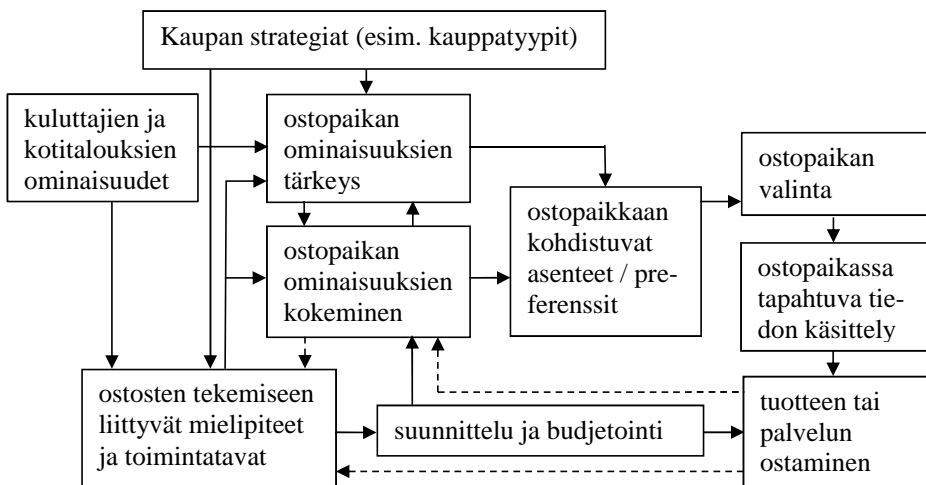 Kaupan strategiat (esim. kauppatyypit)
kuluttajien ja
kotitalouksien
ominaisuudet
ostopaikan
ominaisuuksien
tärkeys
ostopaikan
ominaisuuksien
kokeminen
ostopaikkaan
kohdistuvat
asenteet / pre-
ferenssit
ostopaikan
valinta
ostopaikassa
tapahtuva tie-
don käsittely
ostosten tekemiseen
liittyvät mielipiteet
ja toimintatavat
suunnittelu ja budjetointi
tuotteen tai
palvelun
ostaminen